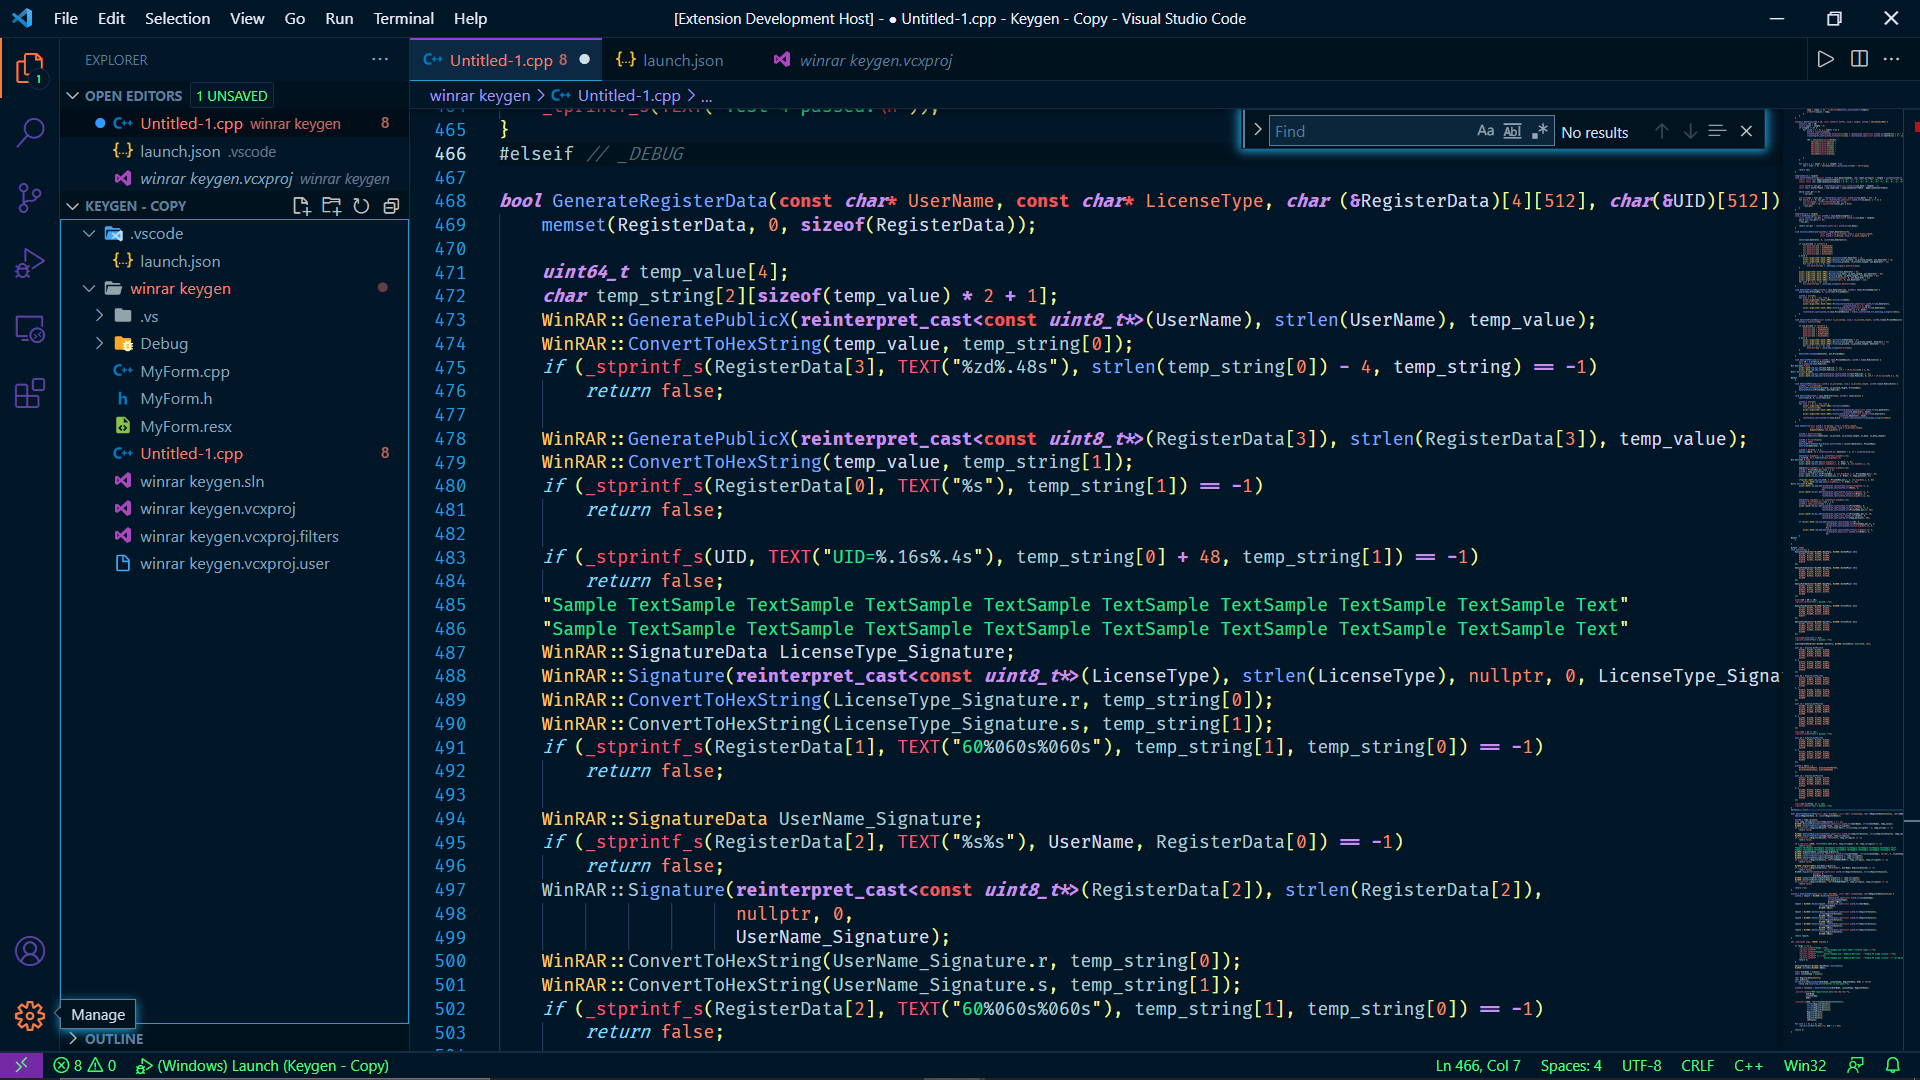 File Edit Selection View Go Run Terminal Help
[Extension Development Host] - ● Untitled-1.cpp - Keygen - Copy - Visual Studio Code
EXPLORER
Untitled-1.cpp 8
launch.json
winrar keygen.vcxproj
OPEN EDITORS 1 UNSAVED
Untitled-1.cpp winrar keygen 8
launch.json .vscode
winrar keygen.vcxproj winrar keygen
KEYGEN - COPY
.vscode
launch.json
winrar keygen
.vs
Debug
MyForm.cpp
MyForm.h
MyForm.resx
Untitled-1.cpp 8
winrar keygen.sln
winrar keygen.vcxproj
winrar keygen.vcxproj.filters
winrar keygen.vcxproj.user
Manage
OUTLINE
winrar keygen > Untitled-1.cpp > ...
Find
Aa Abl .* No results
465 }
466 #elseif // _DEBUG
467
468 bool GenerateRegisterData(const char* UserName, const char* LicenseType, char (&RegisterData)[4][512], char(&UID)[512])
469 memset(RegisterData, 0, sizeof(RegisterData));
470
471 uint64_t temp_value[4];
472 char temp_string[2][sizeof(temp_value) * 2 + 1];
473 WinRAR::GeneratePublicX(reinterpret_cast<const uint8_t*>(UserName), strlen(UserName), temp_value);
474 WinRAR::ConvertToHexString(temp_value, temp_string[0]);
475 if (_stprintf_s(RegisterData[3], TEXT("%zd%.48s"), strlen(temp_string[0]) - 4, temp_string) == -1)
476 return false;
477
478 WinRAR::GeneratePublicX(reinterpret_cast<const uint8_t*>(RegisterData[3]), strlen(RegisterData[3]), temp_value);
479 WinRAR::ConvertToHexString(temp_value, temp_string[1]);
480 if (_stprintf_s(RegisterData[0], TEXT("%s"), temp_string[1]) == -1)
481 return false;
482
483 if (_stprintf_s(UID, TEXT("UID=%.16s%.4s"), temp_string[0] + 48, temp_string[1]) == -1)
484 return false;
485 "Sample TextSample TextSample TextSample TextSample TextSample TextSample TextSample TextSample Text"
486 "Sample TextSample TextSample TextSample TextSample TextSample TextSample TextSample TextSample Text"
487 WinRAR::SignatureData LicenseType_Signature;
488 WinRAR::Signature(reinterpret_cast<const uint8_t*>(LicenseType), strlen(LicenseType), nullptr, 0, LicenseType_Signa
489 WinRAR::ConvertToHexString(LicenseType_Signature.r, temp_string[0]);
490 WinRAR::ConvertToHexString(LicenseType_Signature.s, temp_string[1]);
491 if (_stprintf_s(RegisterData[1], TEXT("60%060s%060s"), temp_string[1], temp_string[0]) == -1)
492 return false;
493
494 WinRAR::SignatureData UserName_Signature;
495 if (_stprintf_s(RegisterData[2], TEXT("%s%s"), UserName, RegisterData[0]) == -1)
496 return false;
497 WinRAR::Signature(reinterpret_cast<const uint8_t*>(RegisterData[2]), strlen(RegisterData[2]),
498 nullptr, 0,
499 UserName_Signature);
500 WinRAR::ConvertToHexString(UserName_Signature.r, temp_string[0]);
501 WinRAR::ConvertToHexString(UserName_Signature.s, temp_string[1]);
502 if (_stprintf_s(RegisterData[2], TEXT("60%060s%060s"), temp_string[1], temp_string[0]) == -1)
503 return false;
8 0 (Windows) Launch (Keygen - Copy)
Ln 466, Col 7 Spaces: 4 UTF-8 CRLF C++ Win32